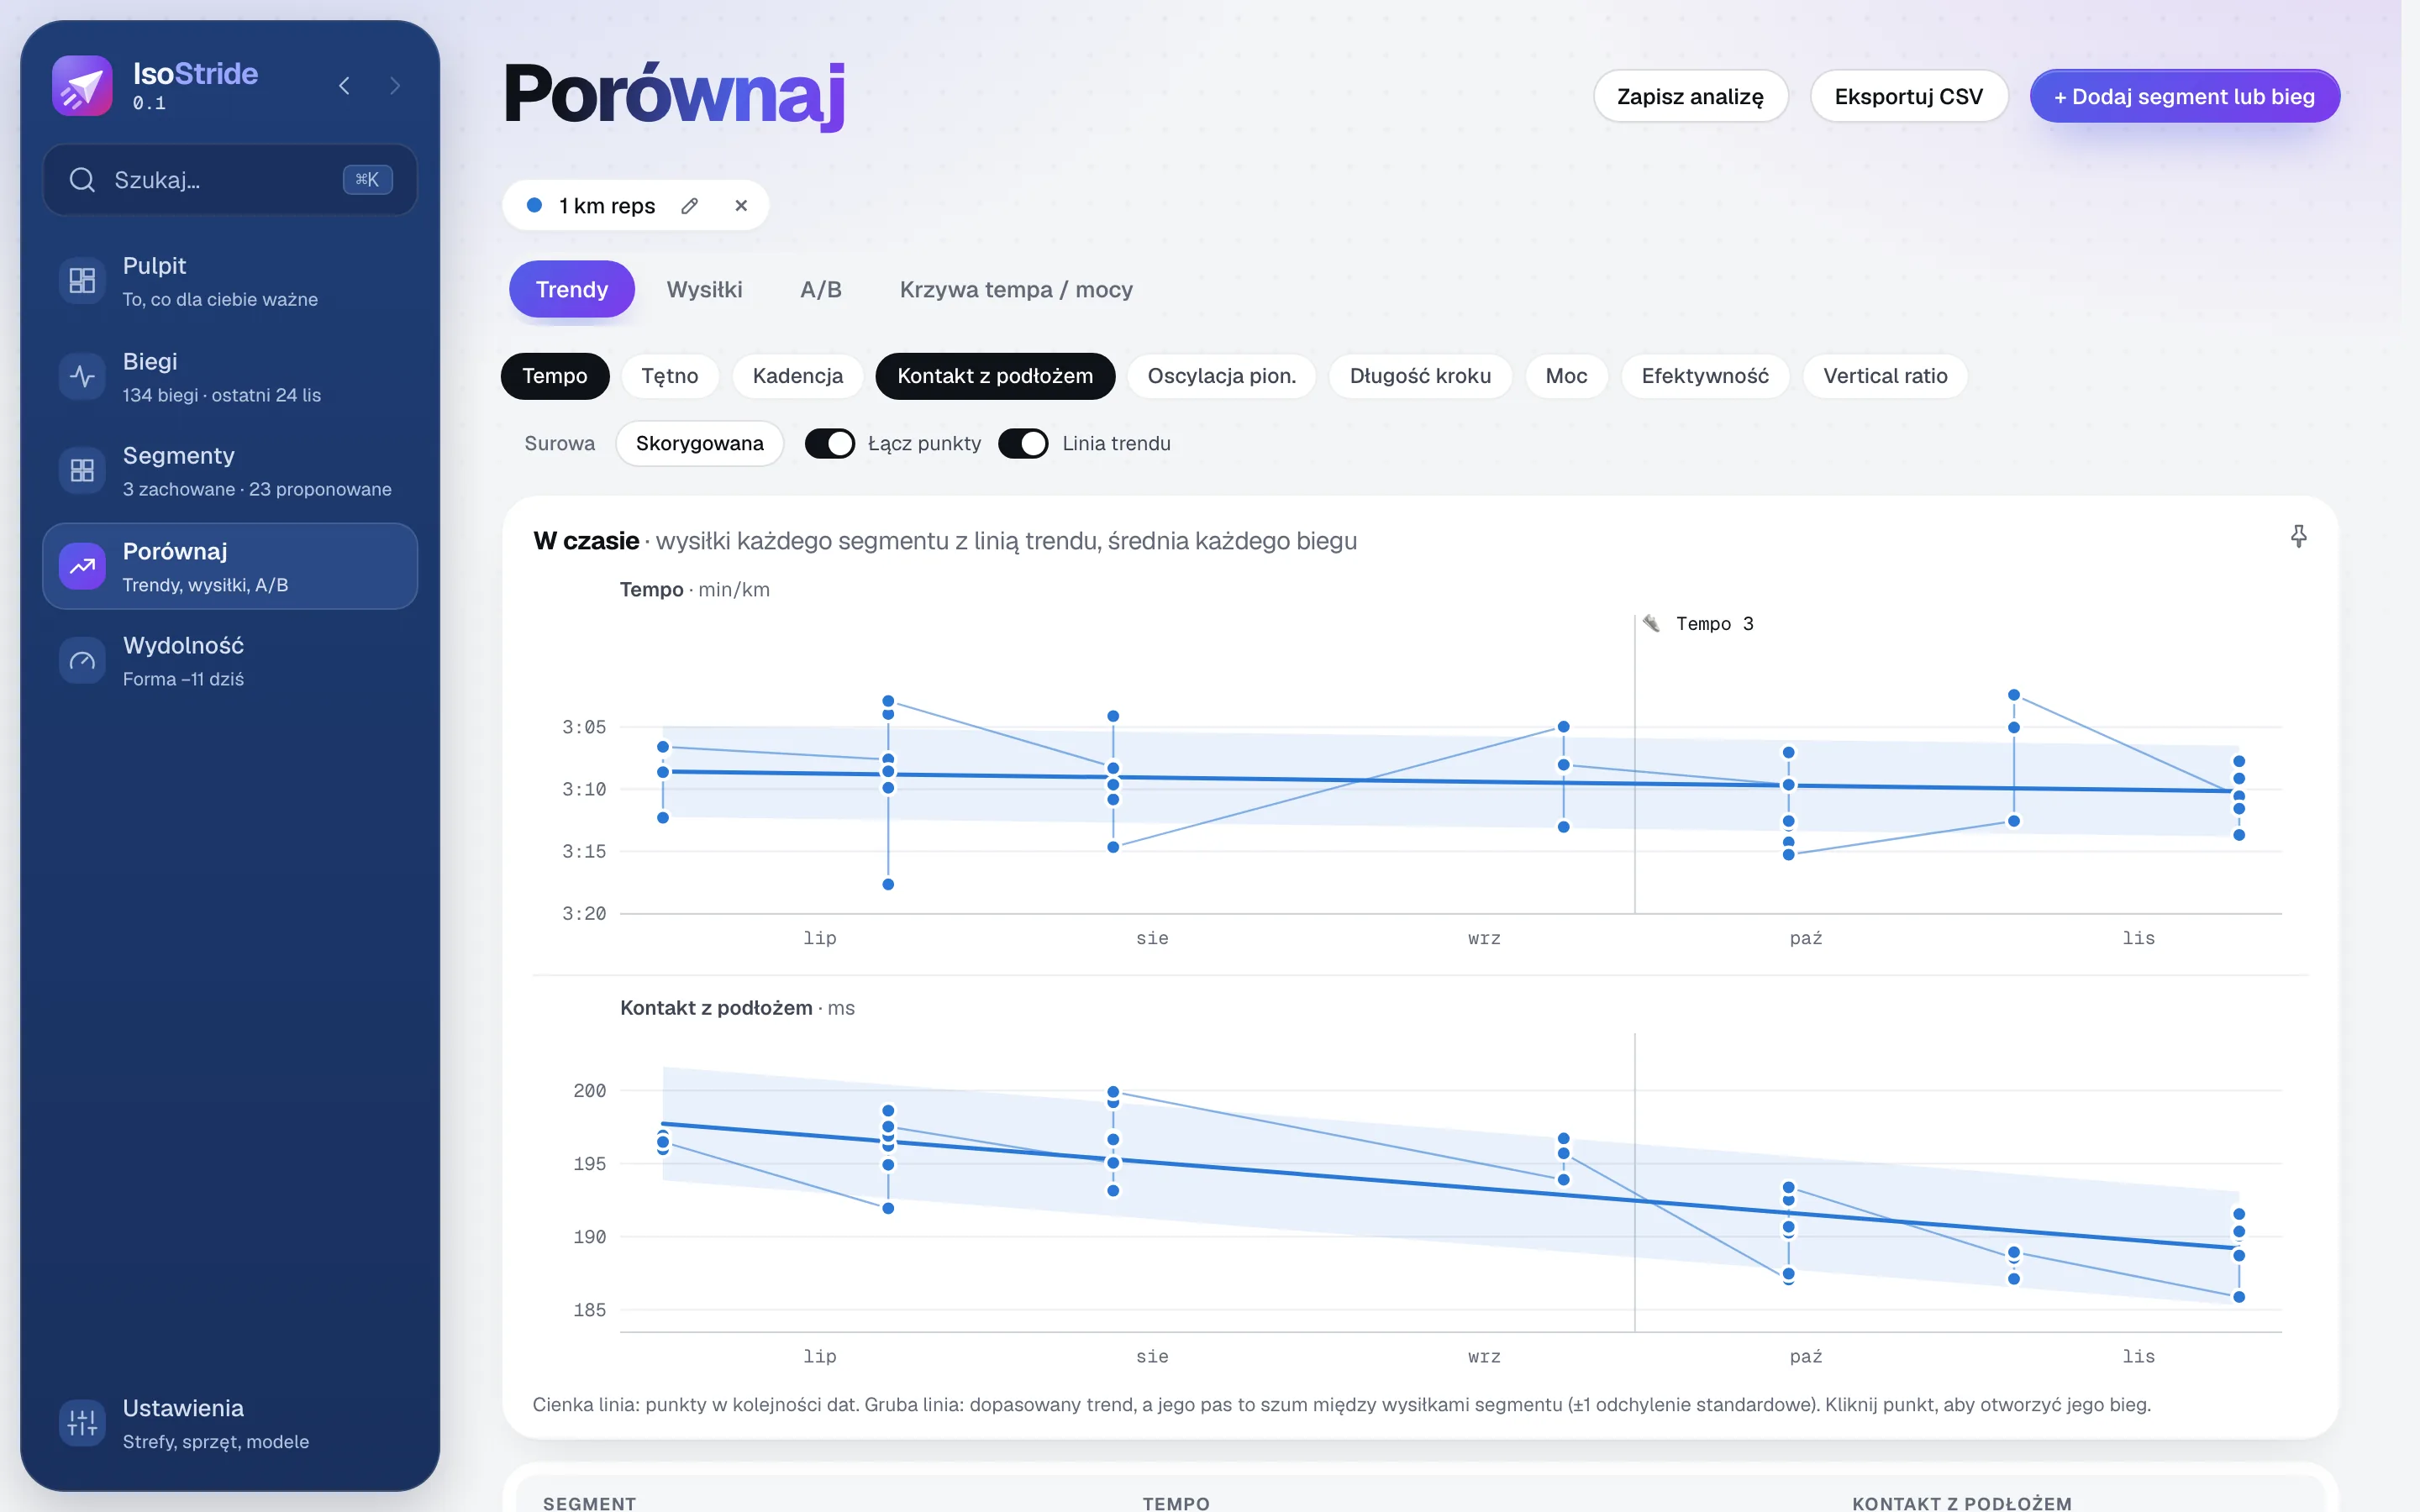 IsoStride
0.1
Szukaj...
⌘K
Pulpit
To, co dla ciebie ważne
Biegi
134 biegi · ostatni 24 lis
Segmenty
3 zachowane · 23 proponowane
Porównaj
Trendy, wysiłki, A/B
Wydolność
Forma −11 dziś
Ustawienia
Strefy, sprzęt, modele
Porównaj
Zapisz analizę
Eksportuj CSV
+ Dodaj segment lub bieg
1 km reps
Trendy
Wysiłki
A/B
Krzywa tempa / mocy
Tempo
Tętno
Kadencja
Kontakt z podłożem
Oscylacja pion.
Długość kroku
Moc
Efektywność
Vertical ratio
Surowa
Skorygowana
Łącz punkty
Linia trendu
W czasie · wysiłki każdego segmentu z linią trendu, średnia każdego biegu
Tempo · min/km
Tempo 3
3:05
3:10
3:15
3:20
lip
sie
wrz
paź
lis
Kontakt z podłożem · ms
200
195
190
185
lip
sie
wrz
paź
lis
Cienka linia: punkty w kolejności dat. Gruba linia: dopasowany trend, a jego pas to szum między wysiłkami segmentu (±1 odchylenie standardowe). Kliknij punkt, aby otworzyć jego bieg.
SEGMENT
TEMPO
KONTAKT Z PODŁOŻEM